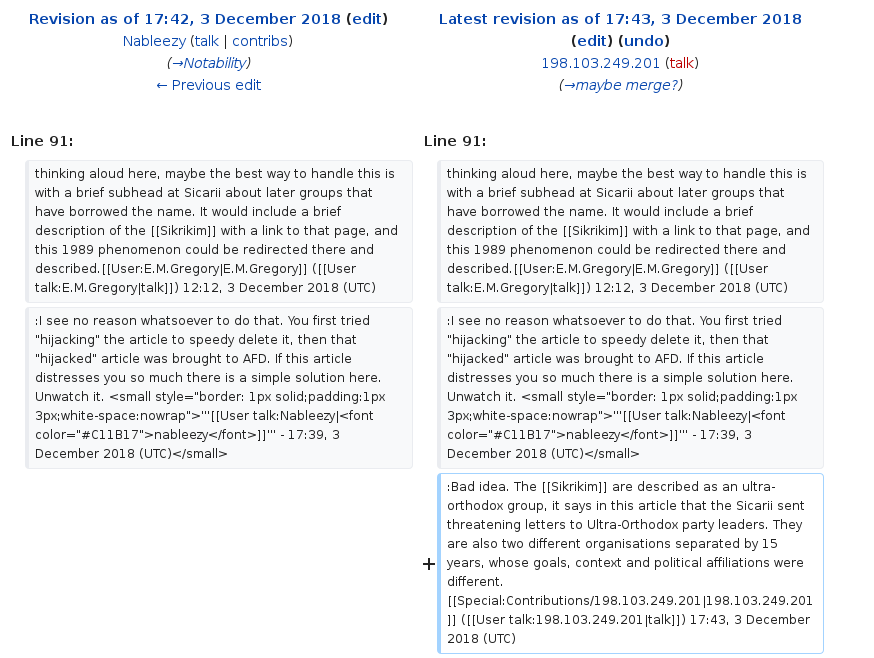 Revision as of 17:42, 3 December 2018 (edit)
Nableezy (talk | contribs)
(→Notability)
← Previous edit
Latest revision as of 17:43, 3 December 2018
(edit) (undo)
198.103.249.201 (talk)
(→maybe merge?)
Line 91:
thinking aloud here, maybe the best way to handle this is
with a brief subhead at Sicarii about later groups that
have borrowed the name. It would include a brief
description of the [[Sikrikim]] with a link to that page, and
this 1989 phenomenon could be redirected there and
described.[[User:E.M.Gregory|E.M.Gregory]] ([[User
talk:E.M.Gregory|talk]]) 12:12, 3 December 2018 (UTC)
:I see no reason whatsoever to do that. You first tried
"hijacking" the article to speedy delete it, then that
"hijacked" article was brought to AFD. If this article
distresses you so much there is a simple solution here.
Unwatch it. <small style="border: 1px solid;padding:1px
3px;white-space:nowrap">'''[[User talk:Nableezy|<font
color="#C11B17">nableezy</font>]]''' - 17:39, 3
December 2018 (UTC)</small>
Line 91:
thinking aloud here, maybe the best way to handle this is
with a brief subhead at Sicarii about later groups that
have borrowed the name. It would include a brief
description of the [[Sikrikim]] with a link to that page, and
this 1989 phenomenon could be redirected there and
described.[[User:E.M.Gregory|E.M.Gregory]] ([[User
talk:E.M.Gregory|talk]]) 12:12, 3 December 2018 (UTC)
:I see no reason whatsoever to do that. You first tried
"hijacking" the article to speedy delete it, then that
"hijacked" article was brought to AFD. If this article
distresses you so much there is a simple solution here.
Unwatch it. <small style="border: 1px solid;padding:1px
3px;white-space:nowrap">'''[[User talk:Nableezy|<font
color="#C11B17">nableezy</font>]]''' - 17:39, 3
December 2018 (UTC)</small>
+
:Bad idea. The [[Sikrikim]] are described as an ultra-
orthodox group, it says in this article that the Sicarii sent
threatening letters to Ultra-Orthodox party leaders. They
are also two different organisations separated by 15
years, whose goals, context and political affiliations were
different.
[[Special:Contributions/198.103.249.201|198.103.249.201
]] ([[User talk:198.103.249.201|talk]]) 17:43, 3 December
2018 (UTC)